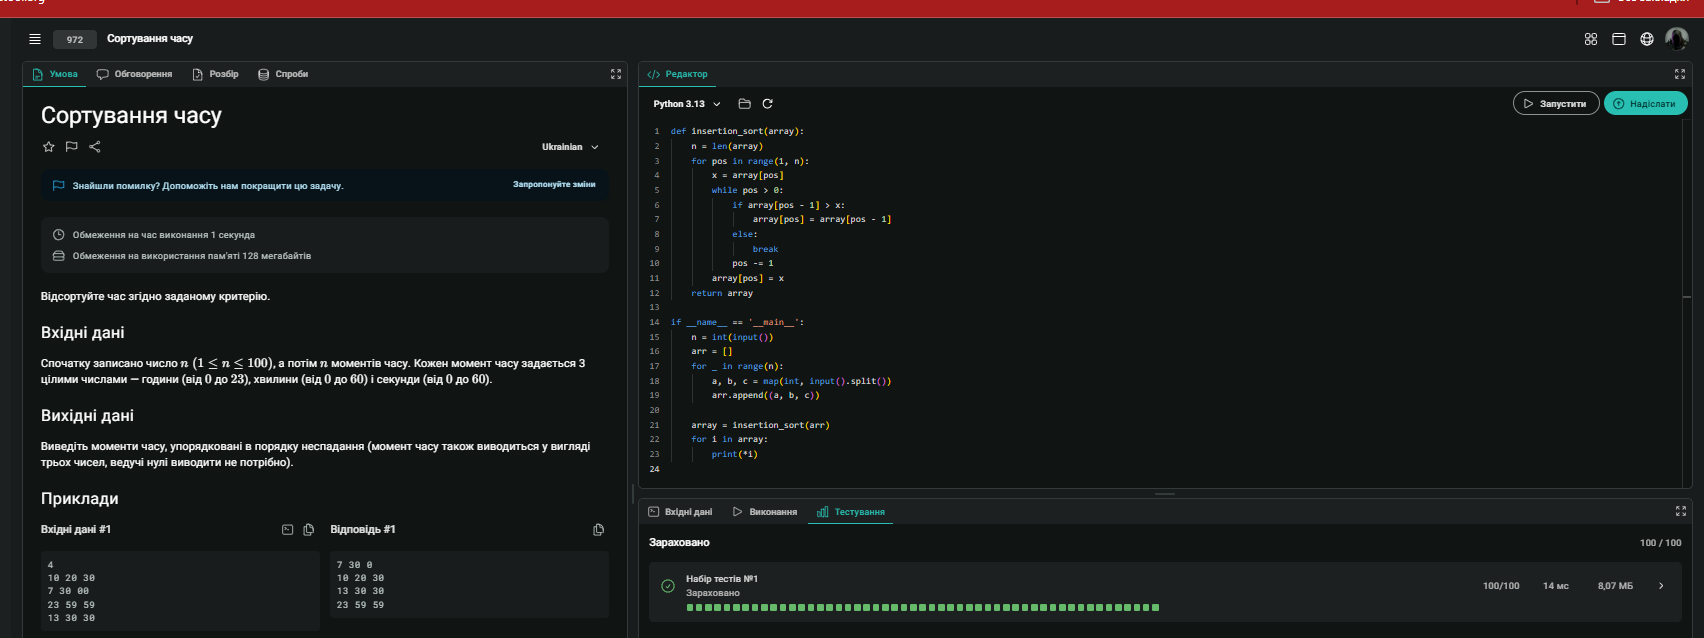 972 Сортування часу
Умова Обговорення Розбір Спроби
Сортування часу
Ukrainian
Знайшли помилку? Допоможіть нам покращити цю задачу. Запропонуйте зміни
Обмеження на час виконання 1 секунда
Обмеження на використання пам'яті 128 мегабайтів
Відсортуйте час згідно заданому критерію.
Вхідні дані
Спочатку записано число n (1 ≤ n ≤ 100), а потім n моментів часу. Кожен момент часу задається 3
цілими числами — години (від 0 до 23), хвилини (від 0 до 60) і секунди (від 0 до 60).
Вихідні дані
Виведіть моменти часу, упорядковані в порядку неспадання (момент часу також виводиться у вигляді
трьох чисел, ведучі нулі виводити не потрібно).
Приклади
Вхідні дані #1
4
10 20 30
7 30 00
23 59 59
13 30 30
Відповідь #1
7 30 0
10 20 30
13 30 30
23 59 59
Редактор
Python 3.13 Запустити Надіслати
1 def insertion_sort(array):
2 n = len(array)
3 for pos in range(1, n):
4 x = array[pos]
5 while pos > 0:
6 if array[pos - 1] > x:
7 array[pos] = array[pos - 1]
8 else:
9 break
10 pos -= 1
11 array[pos] = x
12 return array
13
14 if __name__ == '__main__':
15 n = int(input())
16 arr = []
17 for _ in range(n):
18 a, b, c = map(int, input().split())
19 arr.append((a, b, c))
20
21 array = insertion_sort(arr)
22 for i in array:
23 print(*i)
24
Вхідні дані Виконання Тестування
Зараховано 100 / 100
Набір тестів №1
Зараховано
100/100 14 мс 8,07 МБ